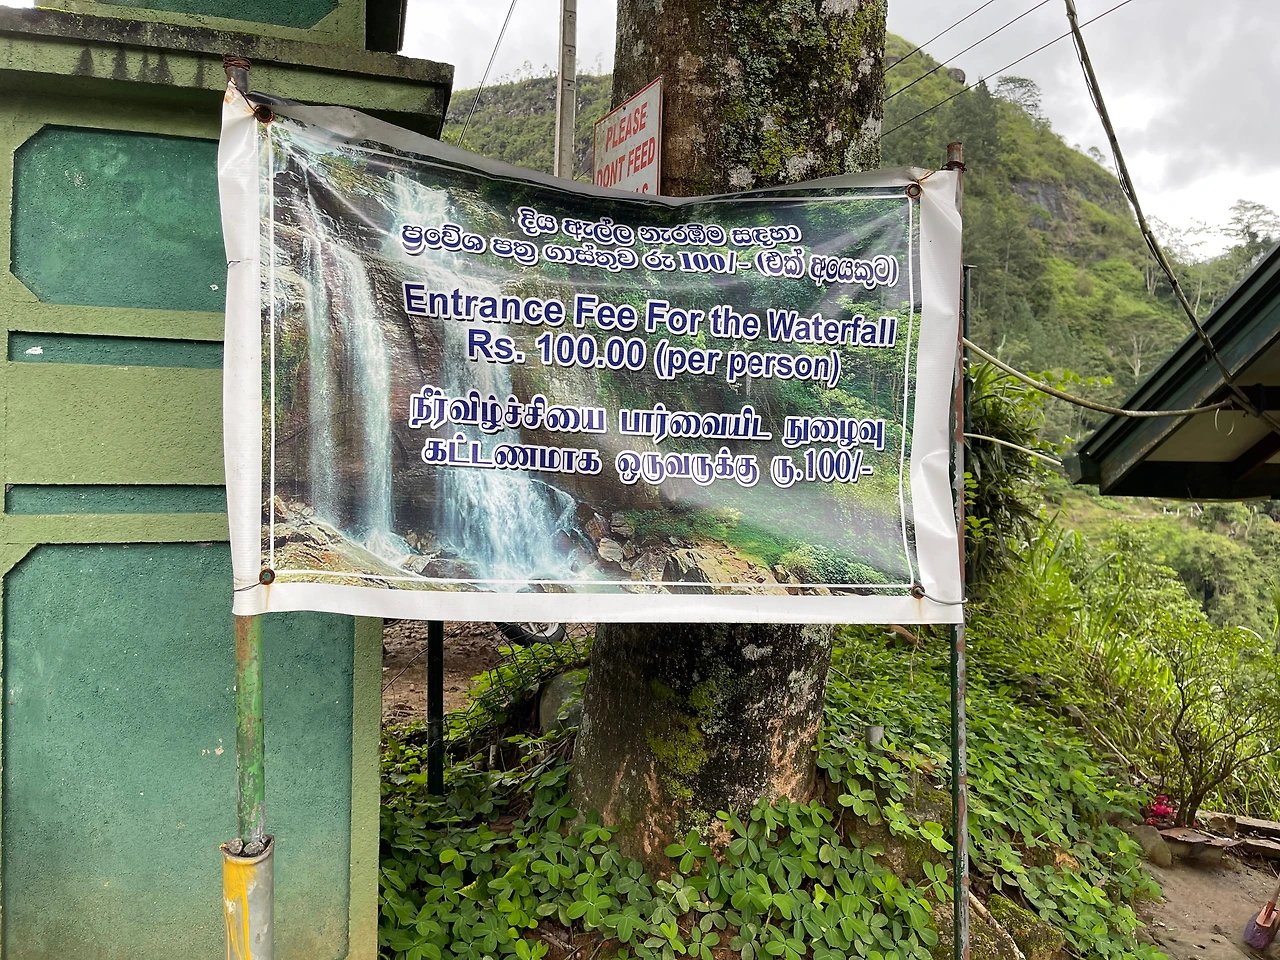 PLEASE
DONT FEED
දිය ඇල්ල නැරඹීම සඳහා
ප්‍රවේශ පත්‍ර ගාස්තුව රු 100/- (එක් අයෙකුට)
Entrance Fee For the Waterfall
Rs. 100.00 (per person)
நீர்வீழ்ச்சியை பார்வையிட நுழைவு
கட்டணமாக ஒருவருக்கு ரூ.100/-